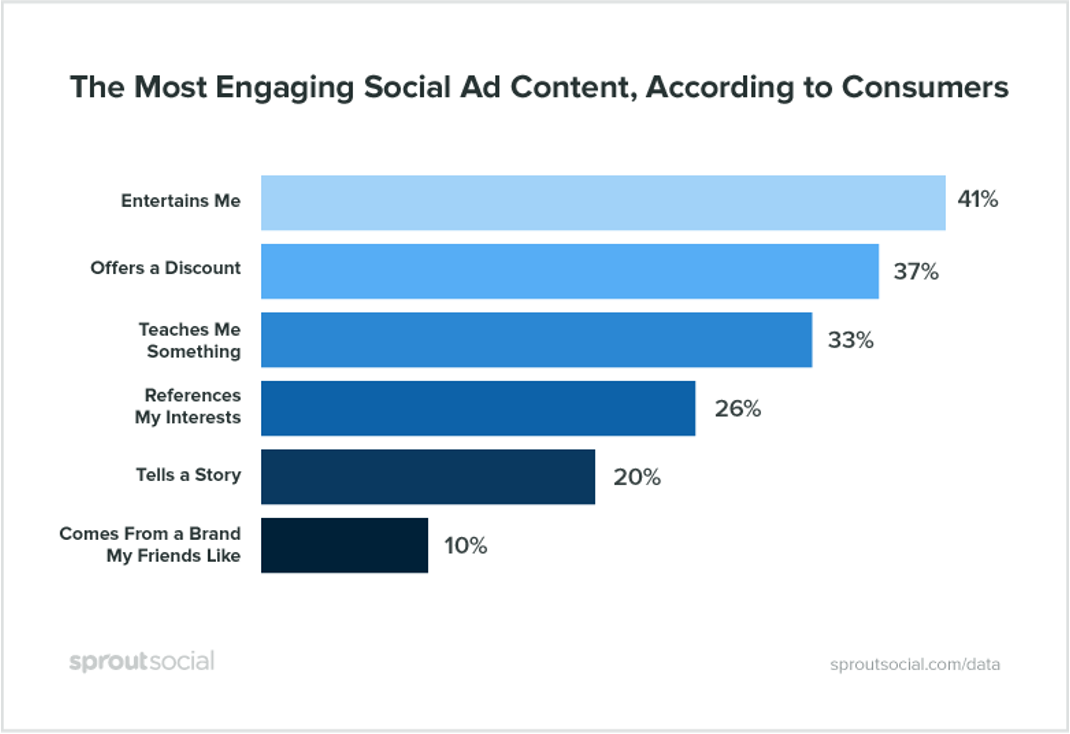 The Most Engaging Social Ad Content, According to Consumers
Entertains Me
41%
Offers a Discount
37%
Teaches Me
Something
33%
References
My Interests
26%
Tells a Story
20%
Comes From a Brand
My Friends Like
10%
sproutsocial
sproutsocial.com/data